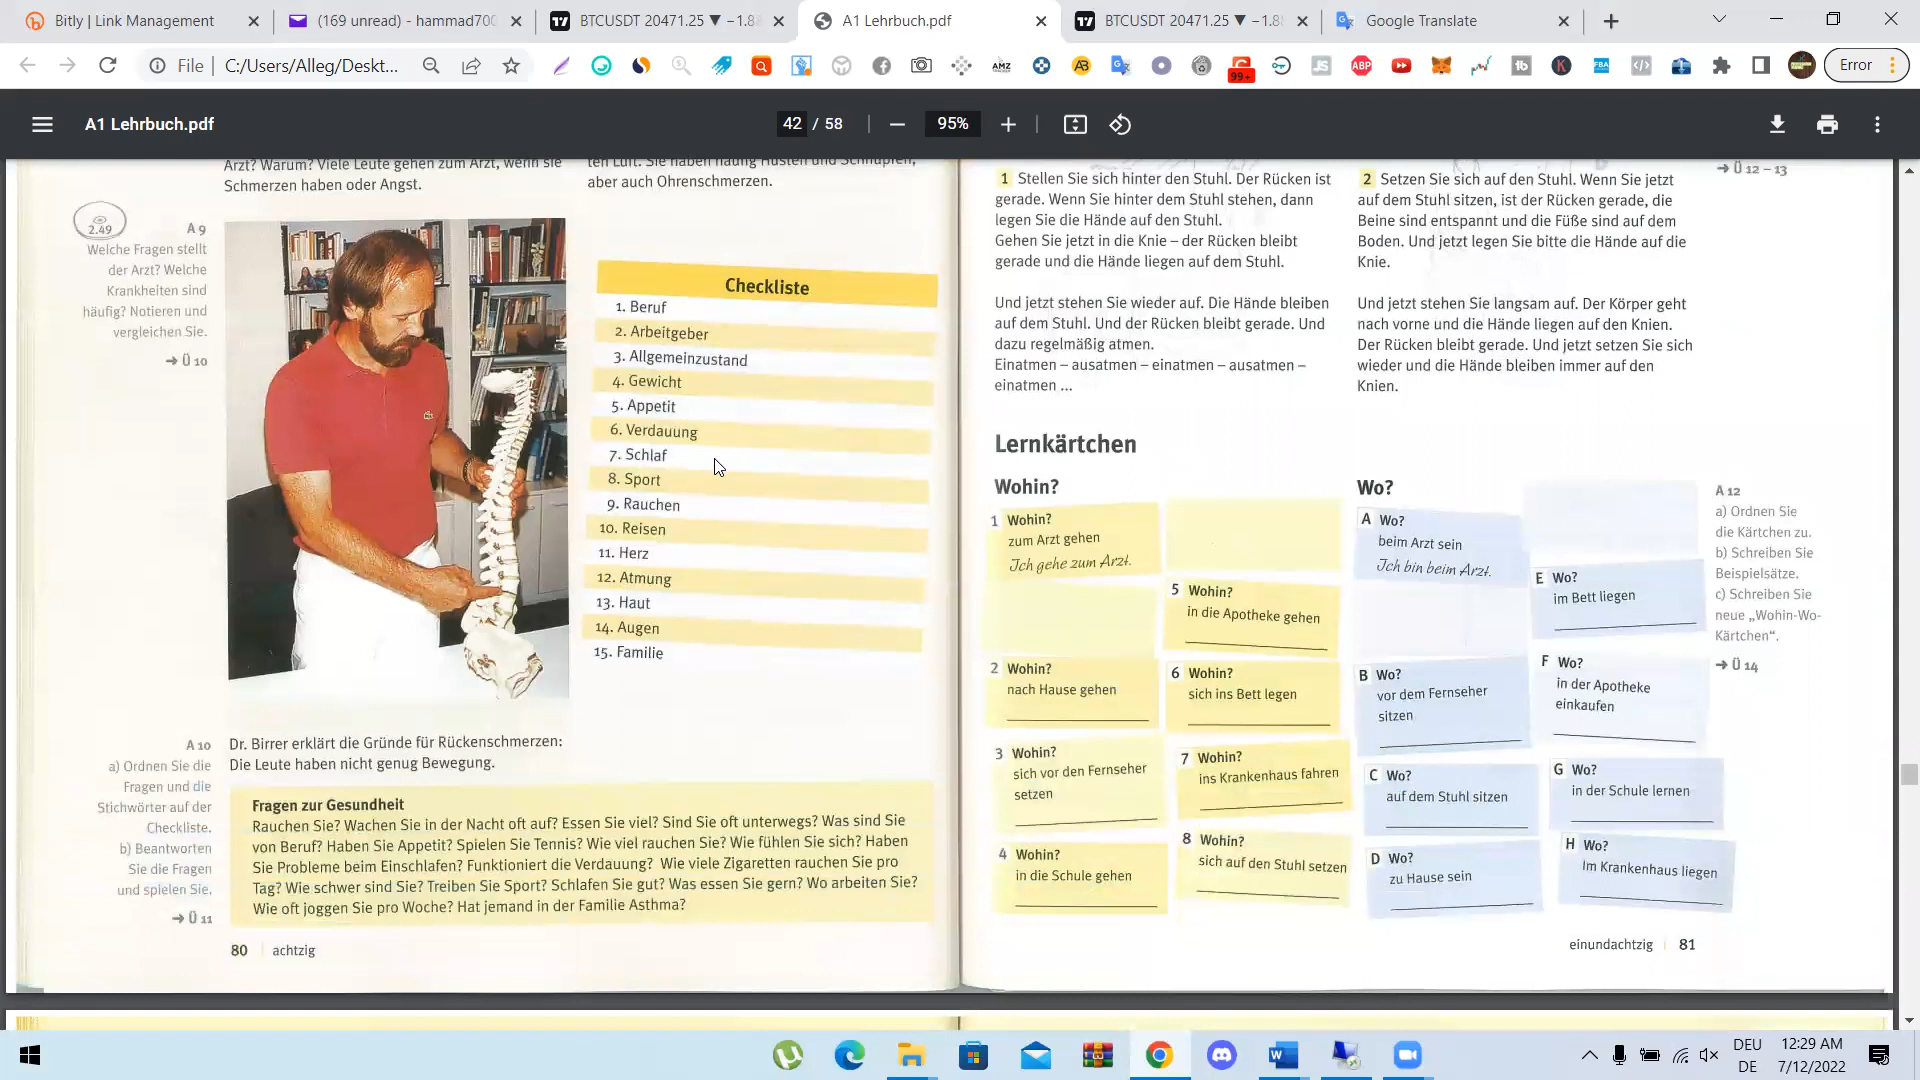 Bitly | Link Management
(169 unread) - hammad700
BTCUSDT 20471.25 ▼ −1.8
A1 Lehrbuch.pdf
BTCUSDT 20471.25 ▼ −1.8
Google Translate
File
C:/Users/Alleg/Deskt...
Error
A1 Lehrbuch.pdf
42 / 58
95%
Arzt? Warum? Viele Leute gehen zum Arzt, wenn sie
Schmerzen haben oder Angst.
ten Luft. Sie haben häufig Husten und Schnupfen,
aber auch Ohrenschmerzen.
2.49
A 9
Welche Fragen stellt
der Arzt? Welche
Krankheiten sind
häufig? Notieren und
vergleichen Sie.
➔ Ü 10
Checkliste
1. Beruf
2. Arbeitgeber
3. Allgemeinzustand
4. Gewicht
5. Appetit
6. Verdauung
7. Schlaf
8. Sport
9. Rauchen
10. Reisen
11. Herz
12. Atmung
13. Haut
14. Augen
15. Familie
Dr. Birrer erklärt die Gründe für Rückenschmerzen:
Die Leute haben nicht genug Bewegung.
A 10
a) Ordnen Sie die
Fragen und die
Stichwörter auf der
Checkliste.
b) Beantworten
Sie die Fragen
und spielen Sie.
➔ Ü 11
Fragen zur Gesundheit
Rauchen Sie? Wachen Sie in der Nacht oft auf? Essen Sie viel? Sind Sie oft unterwegs? Was sind Sie
von Beruf? Haben Sie Appetit? Spielen Sie Tennis? Wie viel rauchen Sie? Wie fühlen Sie sich? Haben
Sie Probleme beim Einschlafen? Funktioniert die Verdauung? Wie viele Zigaretten rauchen Sie pro
Tag? Wie schwer sind Sie? Treiben Sie Sport? Schlafen Sie gut? Was essen Sie gern? Wo arbeiten Sie?
Wie oft joggen Sie pro Woche? Hat jemand in der Familie Asthma?
80 | achtzig
➔ Ü 12 – 13
1 Stellen Sie sich hinter den Stuhl. Der Rücken ist
gerade. Wenn Sie hinter dem Stuhl stehen, dann
legen Sie die Hände auf den Stuhl.
Gehen Sie jetzt in die Knie – der Rücken bleibt
gerade und die Hände liegen auf dem Stuhl.
Und jetzt stehen Sie wieder auf. Die Hände bleiben
auf dem Stuhl. Und der Rücken bleibt gerade. Und
dazu regelmäßig atmen.
Einatmen – ausatmen – einatmen – ausatmen –
einatmen ...
2 Setzen Sie sich auf den Stuhl. Wenn Sie jetzt
auf dem Stuhl sitzen, ist der Rücken gerade, die
Beine sind entspannt und die Füße sind auf dem
Boden. Und jetzt legen Sie bitte die Hände auf die
Knie.
Und jetzt stehen Sie langsam auf. Der Körper geht
nach vorne und die Hände liegen auf den Knien.
Der Rücken bleibt gerade. Und jetzt setzen Sie sich
wieder und die Hände bleiben immer auf den
Knien.
Lernkärtchen
Wohin?
1 Wohin?
zum Arzt gehen
Ich gehe zum Arzt.
2 Wohin?
nach Hause gehen
3 Wohin?
sich vor den Fernseher
setzen
4 Wohin?
in die Schule gehen
5 Wohin?
in die Apotheke gehen
6 Wohin?
sich ins Bett legen
7 Wohin?
ins Krankenhaus fahren
8 Wohin?
sich auf den Stuhl setzen
Wo?
A Wo?
beim Arzt sein
Ich bin beim Arzt.
B Wo?
vor dem Fernseher
sitzen
C Wo?
auf dem Stuhl sitzen
D Wo?
zu Hause sein
E Wo?
im Bett liegen
F Wo?
in der Apotheke
einkaufen
G Wo?
in der Schule lernen
H Wo?
Im Krankenhaus liegen
A 12
a) Ordnen Sie
die Kärtchen zu.
b) Schreiben Sie
Beispielsätze.
c) Schreiben Sie
neue „Wohin-Wo-
Kärtchen“.
➔ Ü 14
einundachtzig | 81
DEU
DE
12:29 AM
7/12/2022